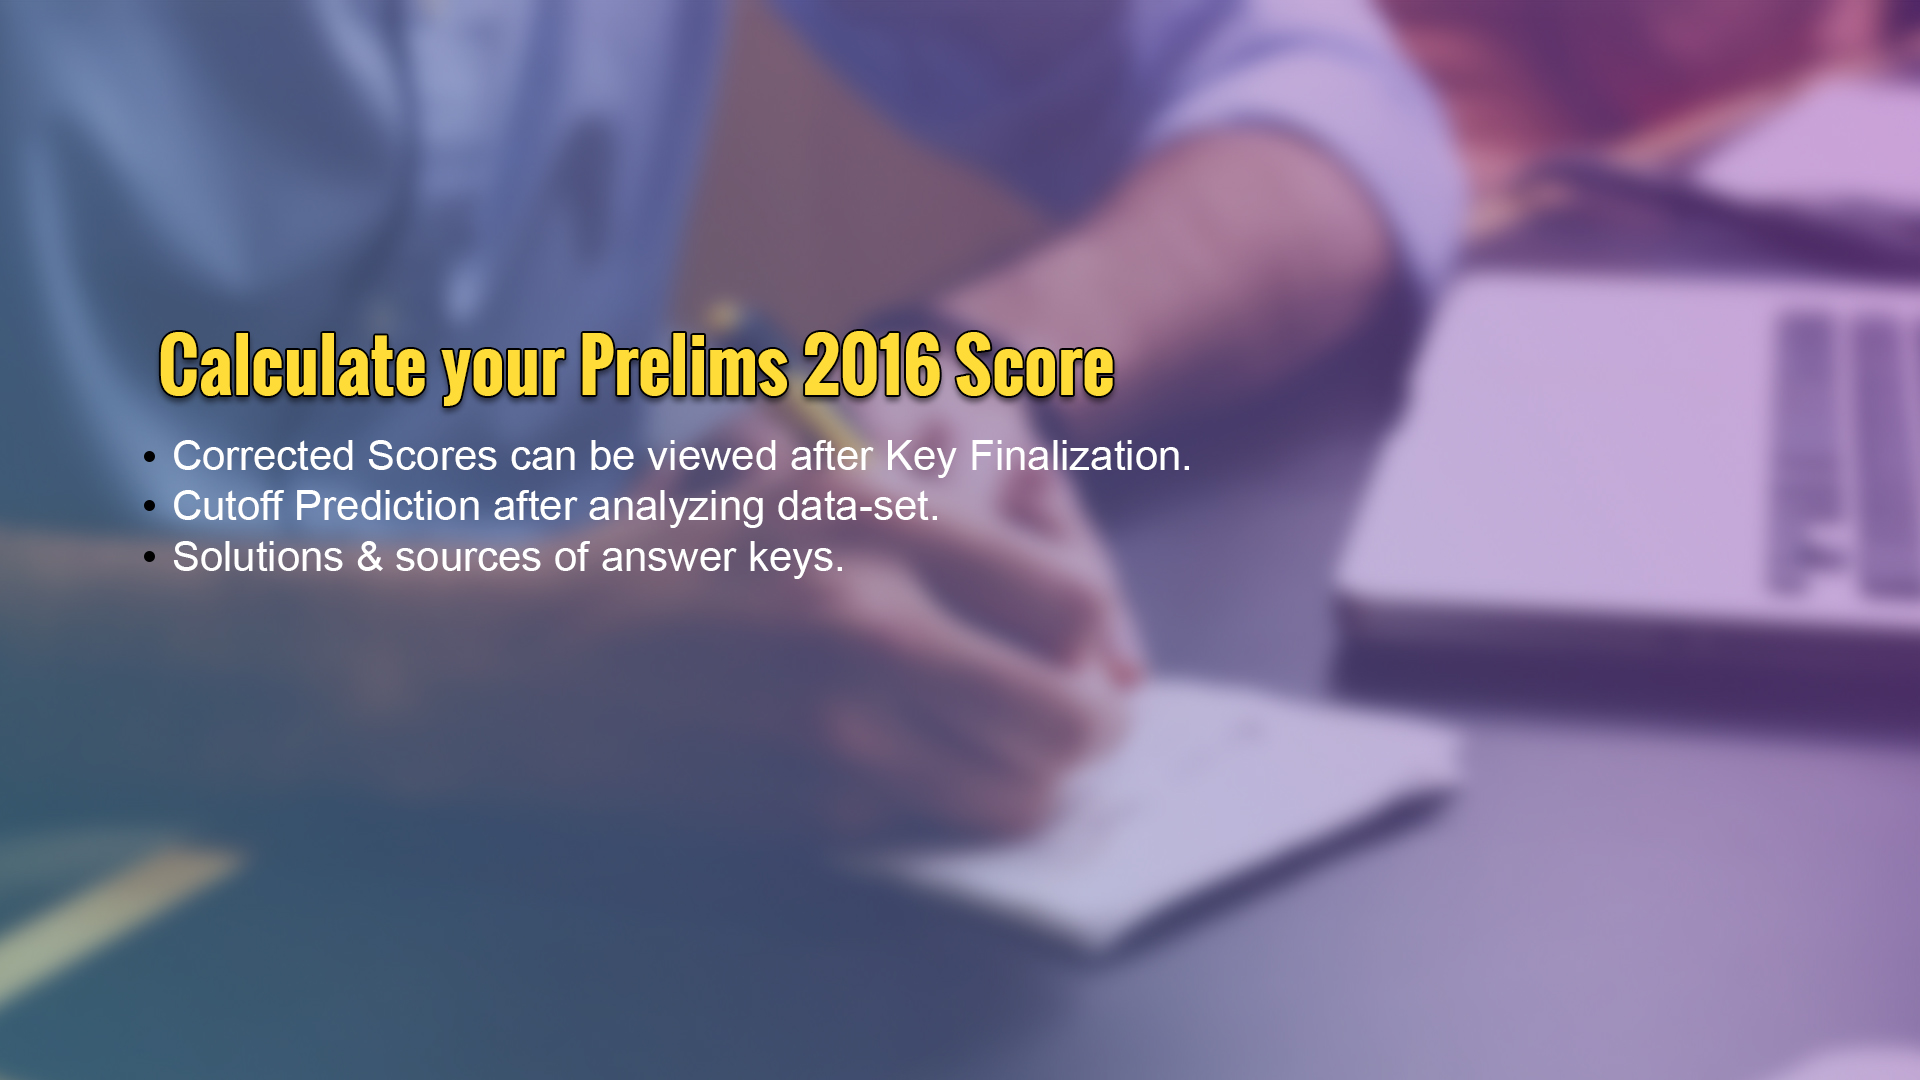 Calculate your Prelims 2016 Score
• Corrected Scores can be viewed after Key Finalization.
• Cutoff Prediction after analyzing data-set.
• Solutions & sources of answer keys.